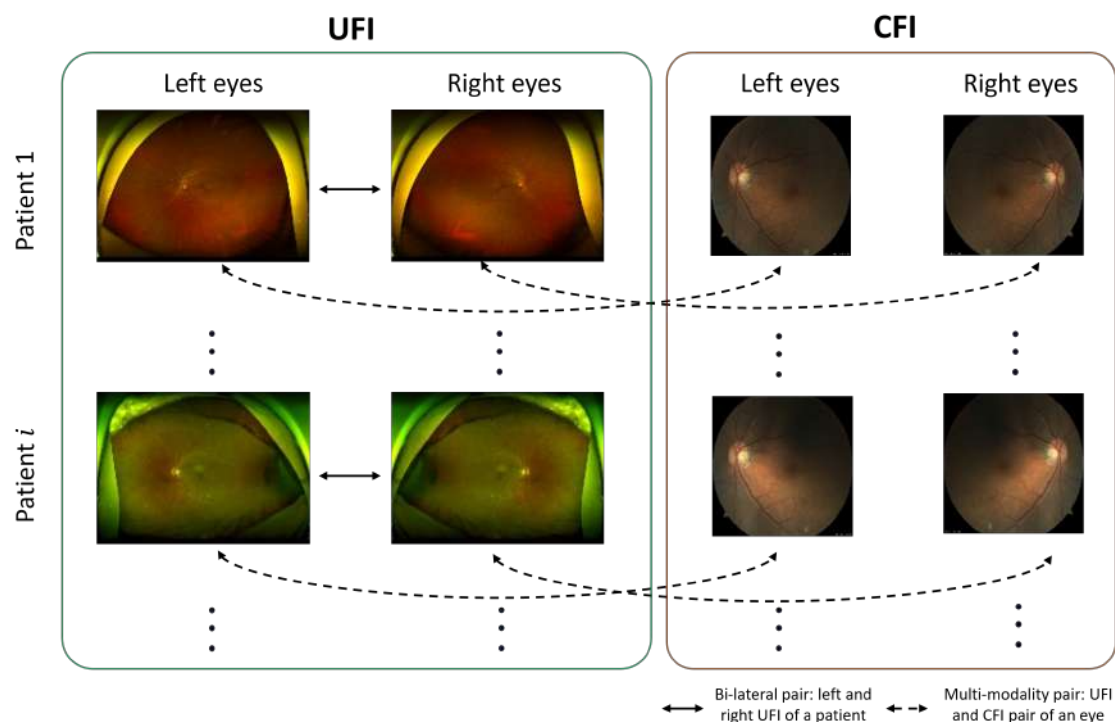 UFI
CFI
Left eyes
Right eyes
Left eyes
Right eyes
Patient 1
Patient i
Bi-lateral pair: left and
right UFI of a patient
Multi-modality pair: UFI
and CFI pair of an eye